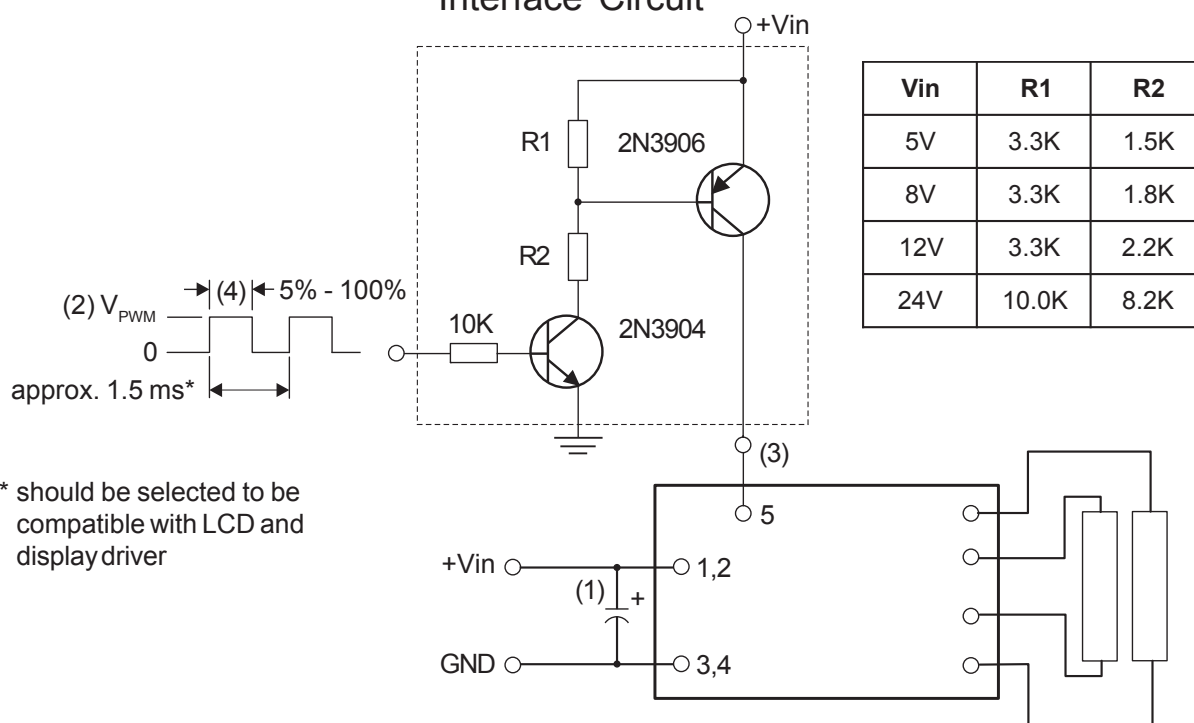 Interface Circuit
+Vin
Vin R1 R2
5V 3.3K 1.5K
8V 3.3K 1.8K
12V 3.3K 2.2K
24V 10.0K 8.2K
R1
2N3906
R2
(2) VPWM
(4)
5% - 100%
0
approx. 1.5 ms*
10K
2N3904
(3)
* should be selected to be
compatible with LCD and
display driver
5
+Vin
1,2
(1)
+
GND
3,4